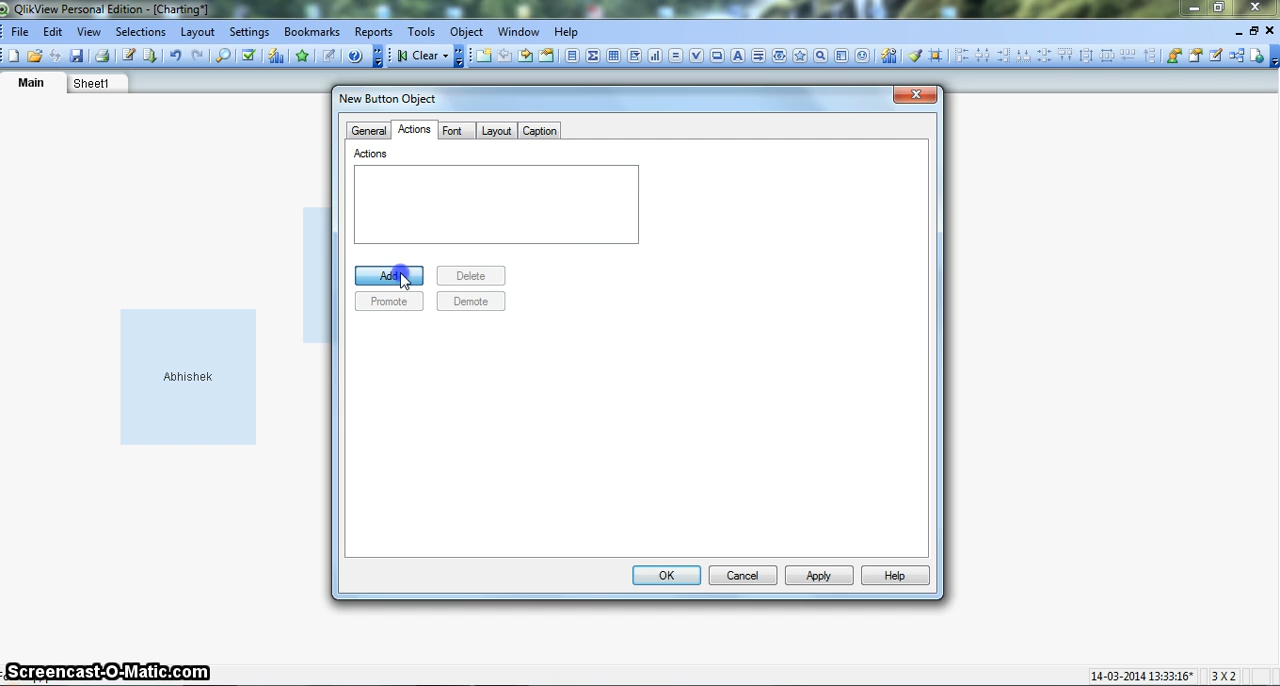 QlikView Personal Edition - [Charting*]
File Edit View Selections Layout Settings Bookmarks Reports Tools Object Window Help
Clear
Main Sheet1
New Button Object
General Actions Font Layout Caption
Actions
Add Delete
Promote Demote
Abhishek
OK Cancel Apply Help
Screencast-O-Matic.com
14-03-2014 13:33:16* 3 X 2